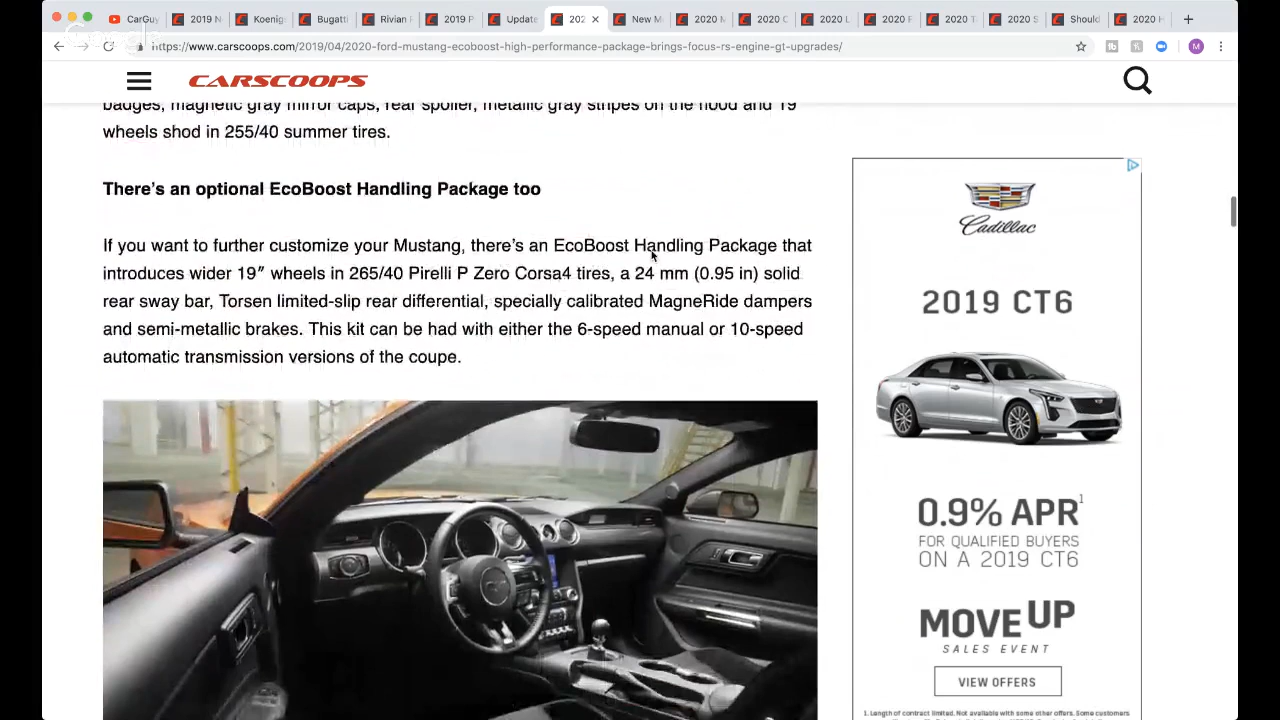 CarGuy
2019 N
Koenig
Bugatti
Rivian
2019 P
Update
202
New M
2020 M
2020 C
2020 L
2020 F
2020 T
2020 S
Should
2020 H
https://www.carscoops.com/2019/04/2020-ford-mustang-ecoboost-high-performance-package-brings-focus-rs-engine-gt-upgrades/
M
CARSCOOPS
badges, magnetic gray mirror caps, rear spoiler, metallic gray stripes on the hood and 19″
wheels shod in 255/40 summer tires.
There's an optional EcoBoost Handling Package too
If you want to further customize your Mustang, there's an EcoBoost Handling Package that
introduces wider 19″ wheels in 265/40 Pirelli P Zero Corsa4 tires, a 24 mm (0.95 in) solid
rear sway bar, Torsen limited-slip rear differential, specially calibrated MagneRide dampers
and semi-metallic brakes. This kit can be had with either the 6-speed manual or 10-speed
automatic transmission versions of the coupe.
Cadillac
2019 CT6
0.9% APR1
FOR QUALIFIED BUYERS
ON A 2019 CT6
MOVE UP
SALES EVENT
VIEW OFFERS
1. Length of contract limited. Not available with some other offers. Some customers